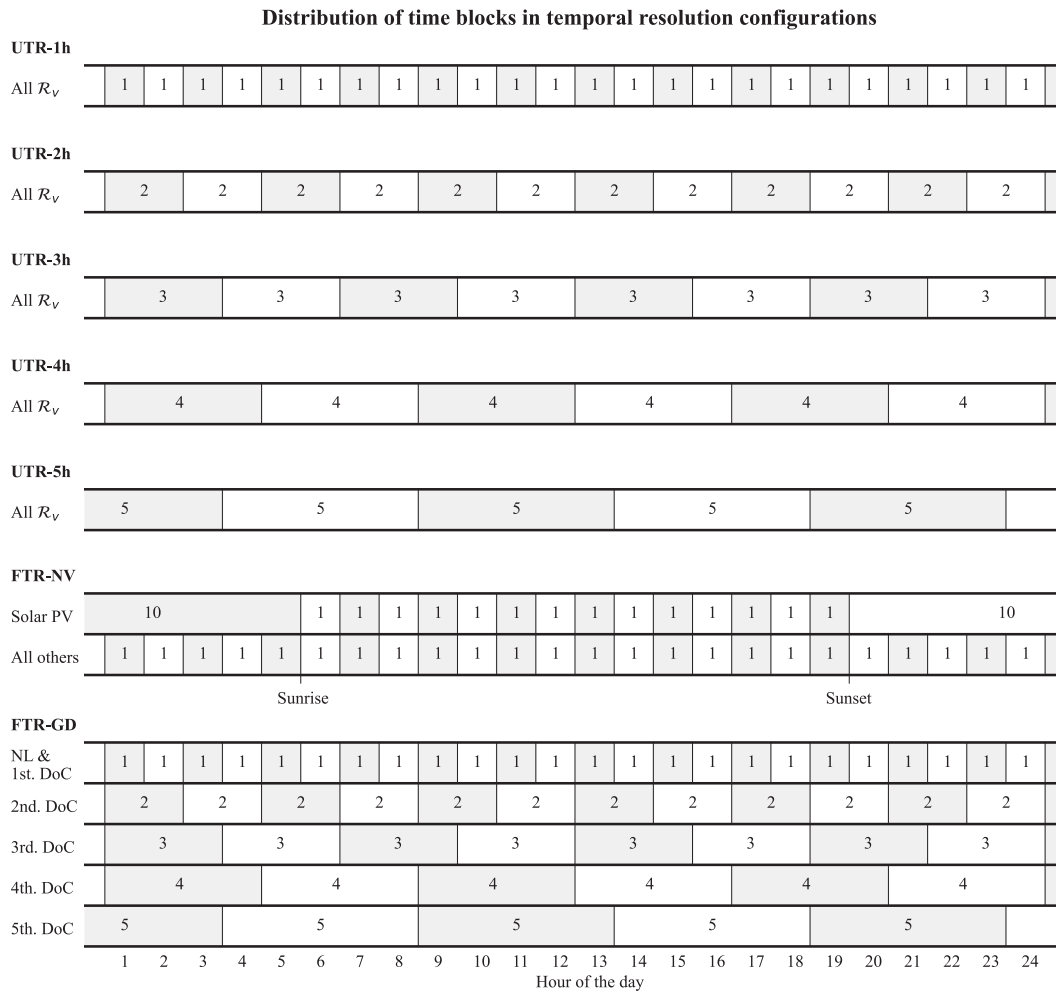 Distribution of time blocks in temporal resolution configurations
UTR-1h
All ℛᵥ 1 1 1 1 1 1 1 1 1 1 1 1 1 1 1 1 1 1 1 1 1 1 1 1
UTR-2h
All ℛᵥ 2 2 2 2 2 2 2 2 2 2 2 2
UTR-3h
All ℛᵥ 3 3 3 3 3 3 3 3
UTR-4h
All ℛᵥ 4 4 4 4 4 4
UTR-5h
All ℛᵥ 5 5 5 5 5
FTR-NV
Solar PV 10 1 1 1 1 1 1 1 1 1 1 1 1 1 1 10
All others 1 1 1 1 1 1 1 1 1 1 1 1 1 1 1 1 1 1 1 1 1 1 1 1
Sunrise Sunset
FTR-GD
NL &
1st. DoC 1 1 1 1 1 1 1 1 1 1 1 1 1 1 1 1 1 1 1 1 1 1 1 1
2nd. DoC 2 2 2 2 2 2 2 2 2 2 2 2
3rd. DoC 3 3 3 3 3 3 3 3
4th. DoC 4 4 4 4 4 4
5th. DoC 5 5 5 5 5
1 2 3 4 5 6 7 8 9 10 11 12 13 14 15 16 17 18 19 20 21 22 23 24
Hour of the day